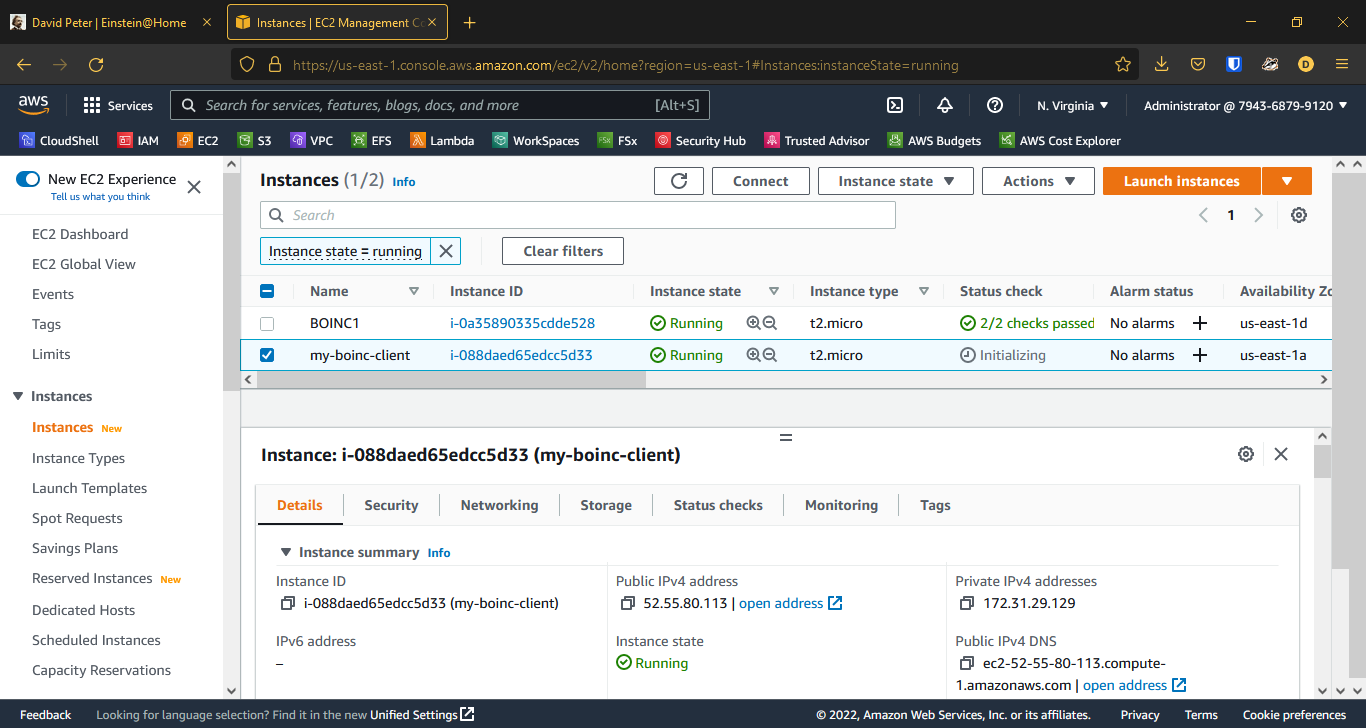 David Peter | Einstein@Home
Instances | EC2 Management Co
https://us-east-1.console.aws.amazon.com/ec2/v2/home?region=us-east-1#Instances:instanceState=running
D
aws
Services
Search for services, features, blogs, docs, and more [Alt+S]
N. Virginia
Administrator @ 7943-6879-9120
CloudShell IAM EC2 S3 VPC EFS Lambda WorkSpaces FSx Security Hub Trusted Advisor AWS Budgets AWS Cost Explorer
New EC2 Experience
Tell us what you think
EC2 Dashboard
EC2 Global View
Events
Tags
Limits
Instances
Instances New
Instance Types
Launch Templates
Spot Requests
Savings Plans
Reserved Instances New
Dedicated Hosts
Scheduled Instances
Capacity Reservations
Instances (1/2) Info
Connect
Instance state
Actions
Launch instances
Search
1
Instance state = running
Clear filters
Name Instance ID Instance state Instance type Status check Alarm status Availability Zo
BOINC1 i-0a35890335cdde528 Running t2.micro 2/2 checks passed No alarms us-east-1d
my-boinc-client i-088daed65edcc5d33 Running t2.micro Initializing No alarms us-east-1a
Instance: i-088daed65edcc5d33 (my-boinc-client)
Details Security Networking Storage Status checks Monitoring Tags
Instance summary Info
Instance ID
i-088daed65edcc5d33 (my-boinc-client)
Public IPv4 address
52.55.80.113 | open address
Private IPv4 addresses
172.31.29.129
IPv6 address
–
Instance state
Running
Public IPv4 DNS
ec2-52-55-80-113.compute-
1.amazonaws.com | open address
Feedback
Looking for language selection? Find it in the new Unified Settings
© 2022, Amazon Web Services, Inc. or its affiliates.
Privacy Terms Cookie preferences